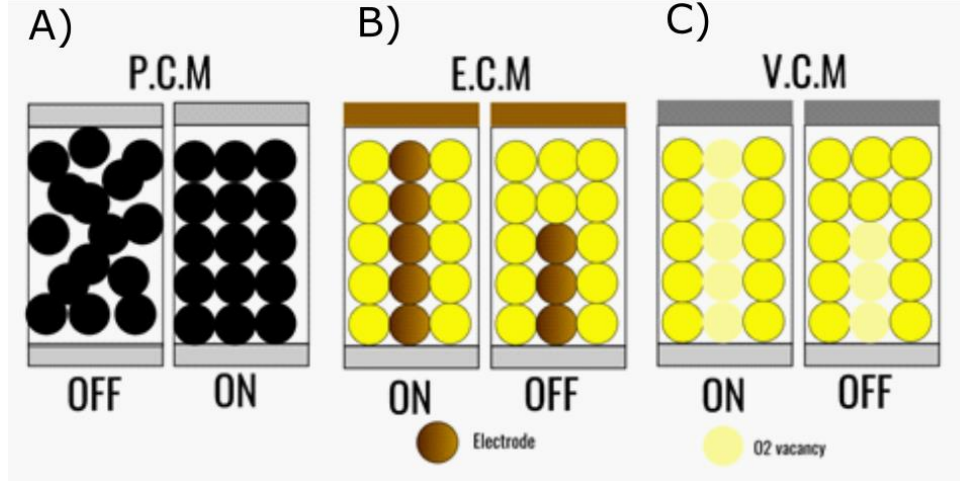 A)
B)
C)
P.C.M
E.C.M
V.C.M
OFF
ON
ON
OFF
ON
OFF
Electrode
O2 vacancy